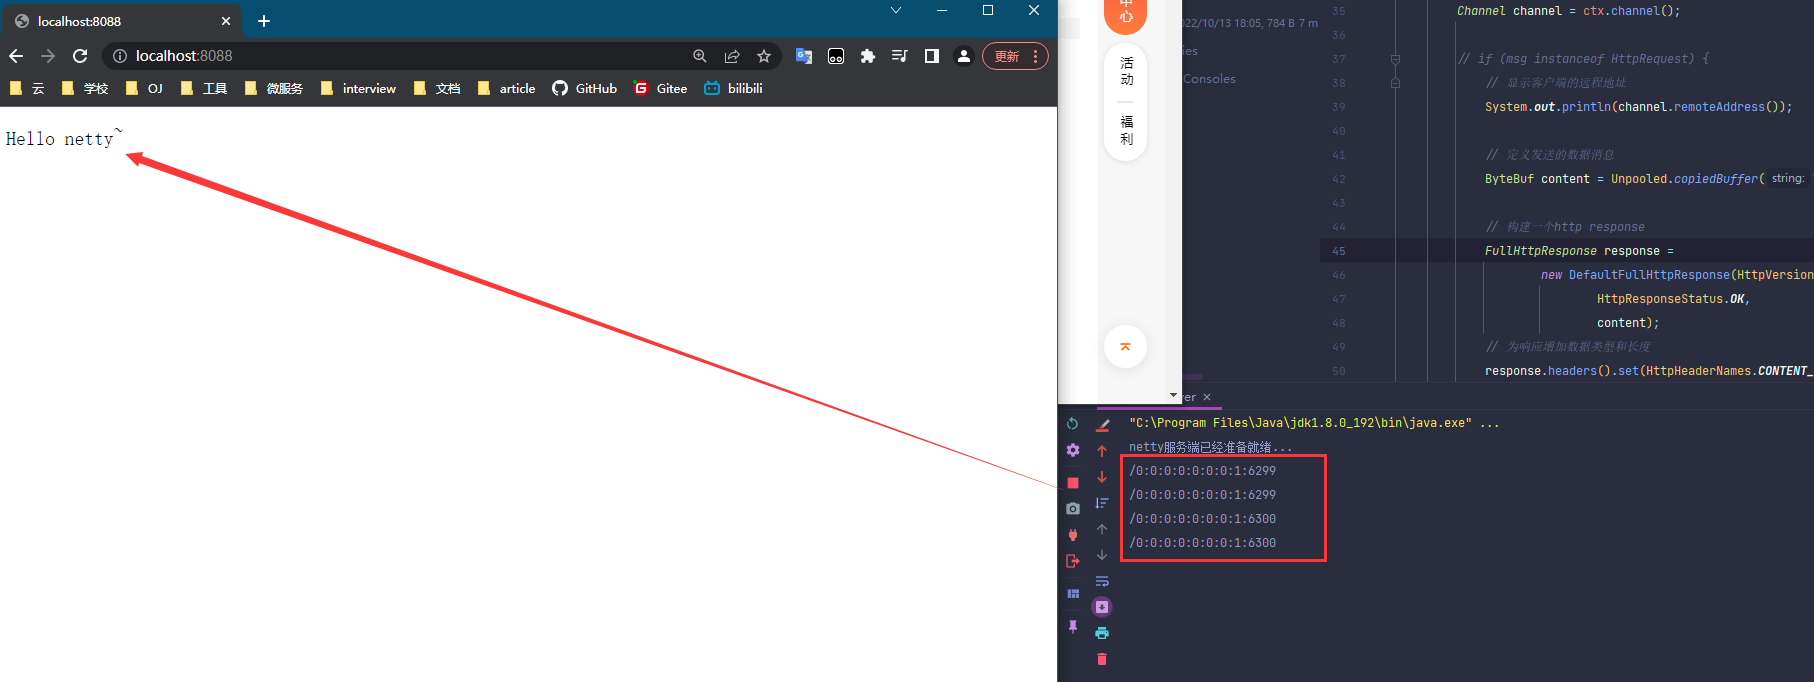 localhost:8088
localhost:8088
更新
云
学校
OJ
工具
微服务
interview
文档
article
GitHub
Gitee
bilibili
Hello netty~
中
心
活
动
福
利
022/10/13 18:05, 784 B 7 m
ies
Consoles
35 Channel channel = ctx.channel();
36
37 // if (msg instanceof HttpRequest) {
38 // 显示客户端的远程地址
39 System.out.println(channel.remoteAddress());
40
41 // 定义发送的数据消息
42 ByteBuf content = Unpooled.copiedBuffer( string:
43
44 // 构建一个http response
45 FullHttpResponse response =
46 new DefaultFullHttpResponse(HttpVersion
47 HttpResponseStatus.OK,
48 content);
49 // 为响应增加数据类型和长度
50 response.headers().set(HttpHeaderNames.CONTENT_
ver
"C:\Program Files\Java\jdk1.8.0_192\bin\java.exe" ...
netty服务端已经准备就绪...
/0:0:0:0:0:0:0:1:6299
/0:0:0:0:0:0:0:1:6299
/0:0:0:0:0:0:0:1:6300
/0:0:0:0:0:0:0:1:6300